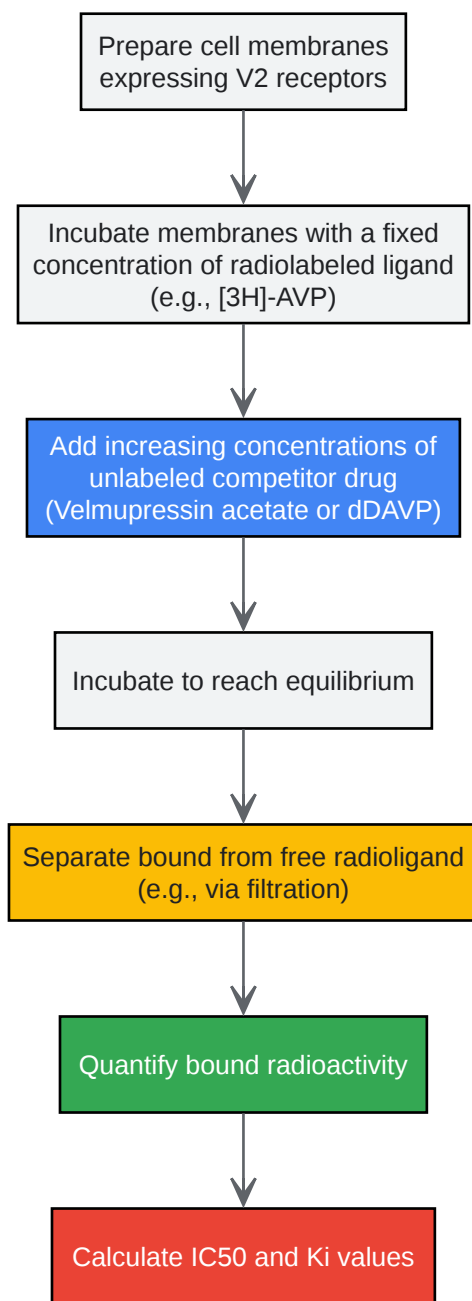 Prepare cell membranes
expressing V2 receptors
Incubate membranes with a fixed
concentration of radiolabeled ligand
(e.g., [3H]-AVP)
Add increasing concentrations of
unlabeled competitor drug
(Velmupressin acetate or dDAVP)
Incubate to reach equilibrium
Separate bound from free radioligand
(e.g., via filtration)
Quantify bound radioactivity
Calculate IC50 and Ki values